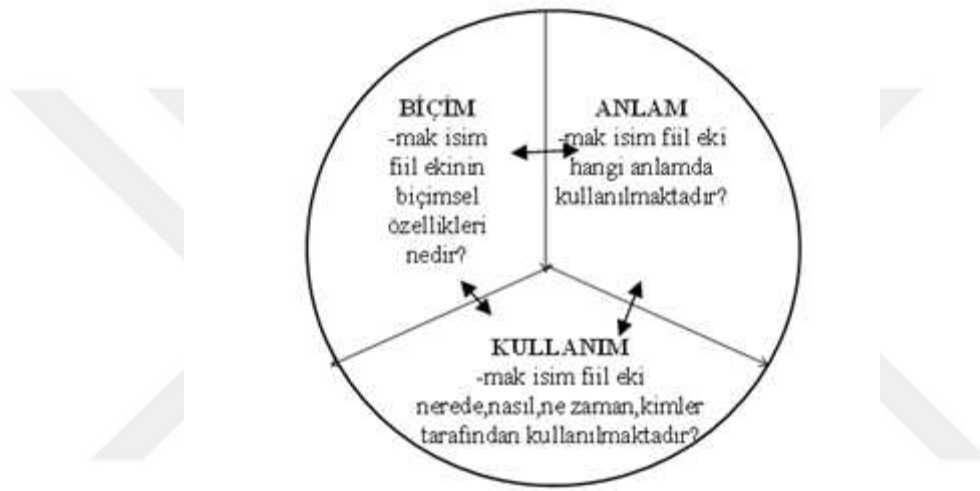 BİÇİM
-mak isim
fiil ekinin
biçimsel
özellikleri
nedir?
ANLAM
-mak isim fiil eki
hangi anlamda
kullanılmaktadır?
KULLANIM
-mak isim fiil eki
nerede,nasıl,ne zaman,kimler
tarafından kullanılmaktadır?